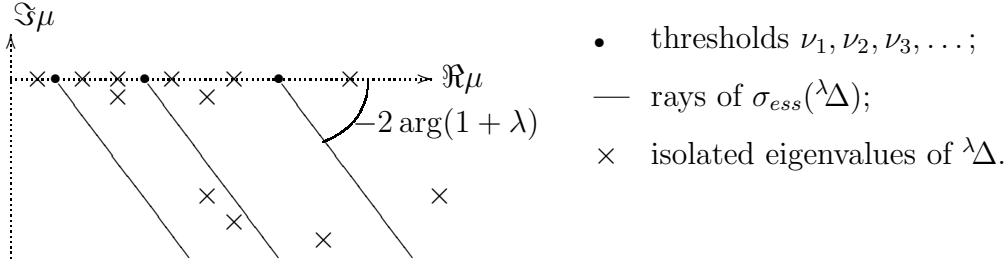 ℑμ
ℜμ
−2 arg(1 + λ)
• thresholds ν₁, ν₂, ν₃, . . . ;
— rays of σₑₛₛ(^λΔ);
× isolated eigenvalues of ^λΔ.